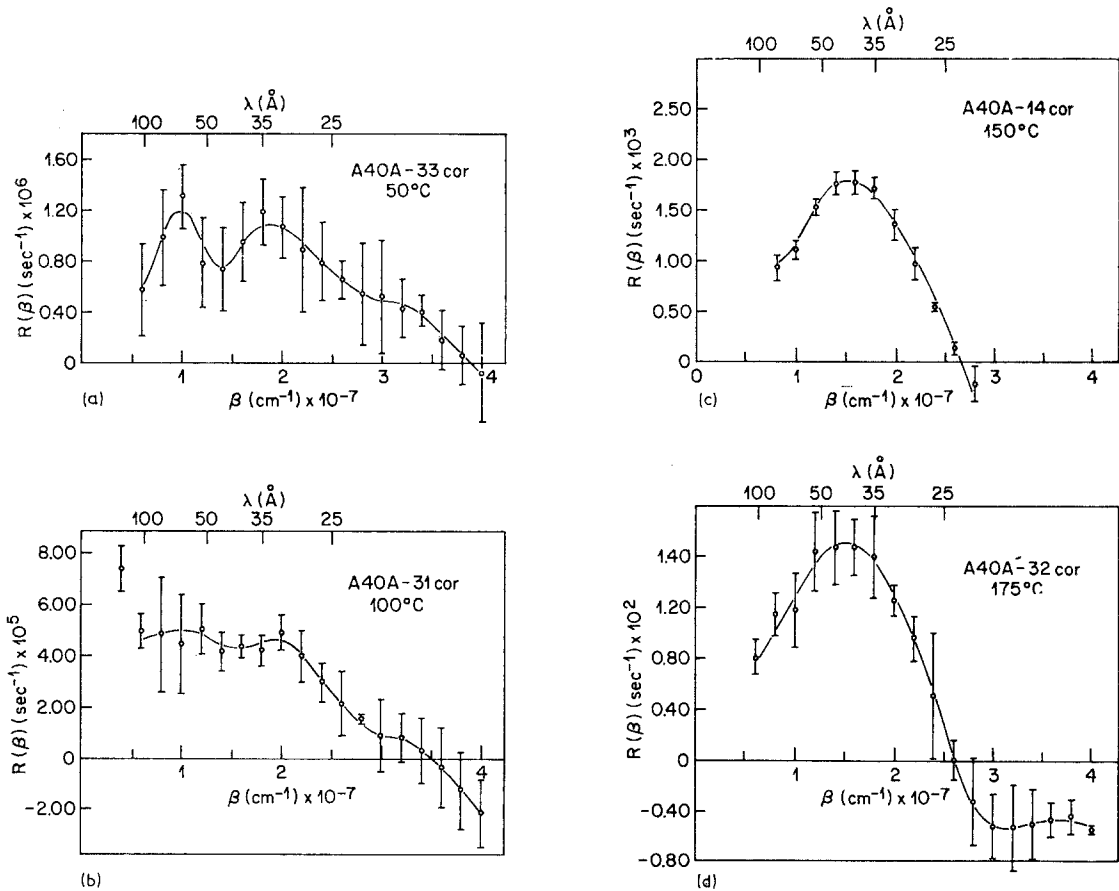 λ(Å)
100 50 35 25
1.60
1.20
0.80
0.40
0
R(β)(sec⁻¹) x 10⁶
A40A-33 cor
50°C
1 2 3 4
(a)
β(cm⁻¹) x 10⁻⁷
λ(Å)
100 50 35 25
2.50
2.00
1.50
1.00
0.50
0
R(β)(sec⁻¹) x 10³
A40A-14 cor
150°C
0 1 2 3 4
(c)
β(cm⁻¹) x 10⁻⁷
λ(Å)
100 50 35 25
8.00
6.00
4.00
2.00
0
-2.00
R(β)(sec⁻¹) x 10⁵
A40A-31 cor
100°C
1 2 3 4
β(cm⁻¹) x 10⁻⁷
(b)
λ(Å)
100 50 35 25
1.40
1.20
0.80
0.40
0
-0.40
-0.80
R(β)(sec⁻¹) x 10²
A40A-32 cor
175°C
1 2 3 4
β(cm⁻¹) x 10⁻⁷
(d)